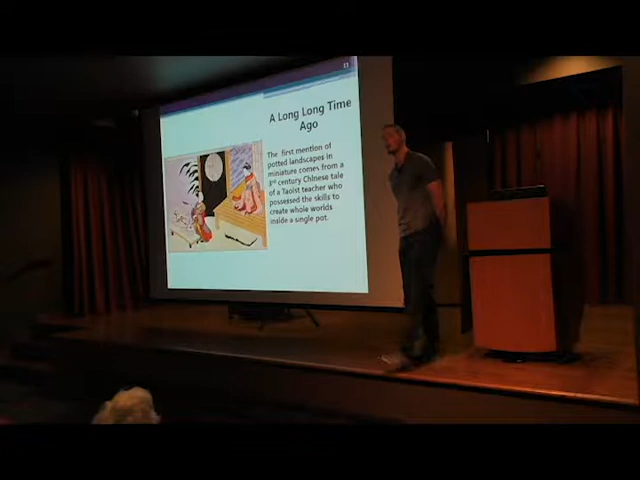 11
A Long Long Time
Ago
The first mention of
potted landscapes in
miniature comes from a
3rd century Chinese tale
of a Taoist teacher who
possessed the skills to
create whole worlds
inside a single pot.